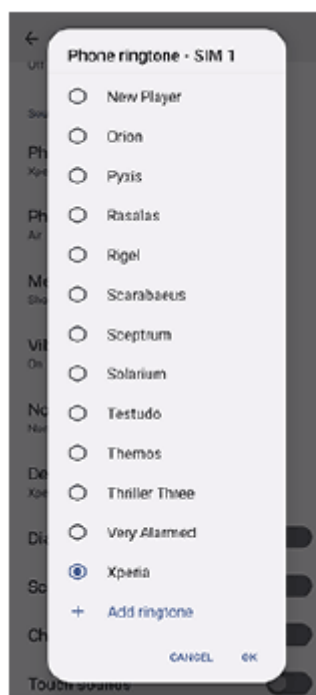 Phone ringtone - SIM 1
Off
New Player
Orion
Pyxis
Rasalas
Rigel
Scarabaeus
Sceptrum
Solarium
Testudo
Themos
Thriller Three
Very Alarmed
Xperia
Add ringtone
CANCEL OK
Touch sounds